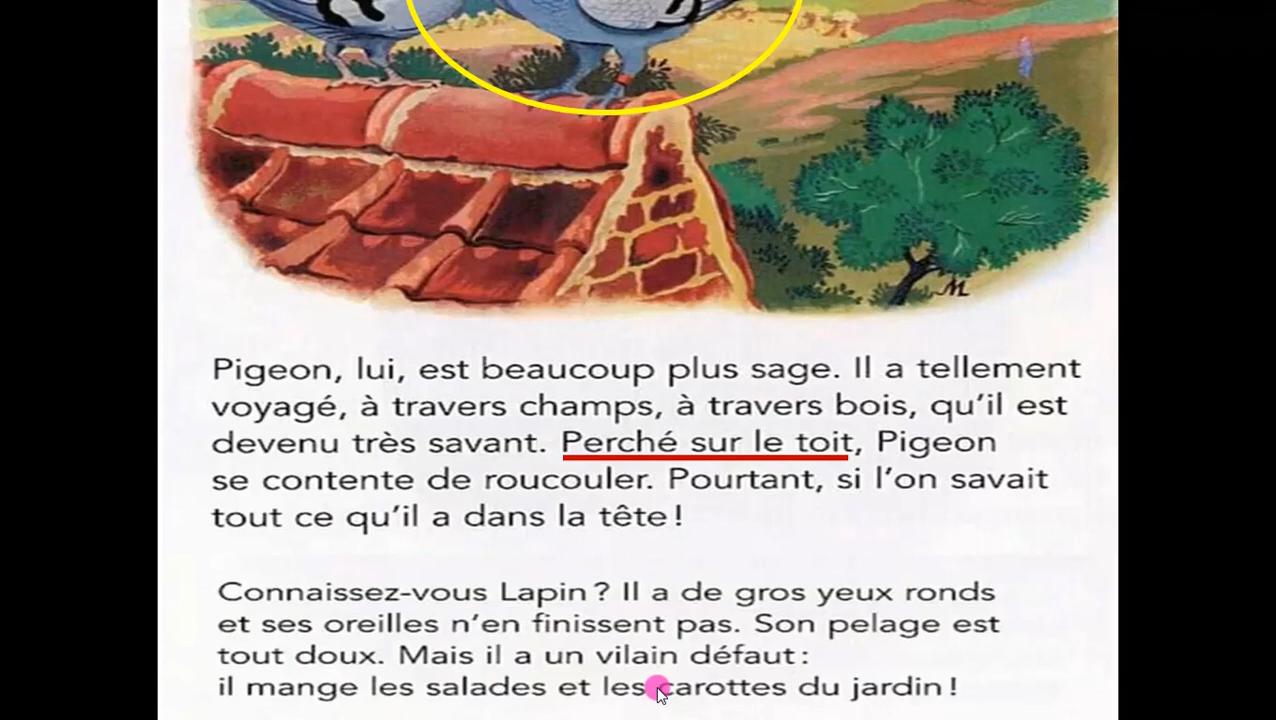 M
Pigeon, lui, est beaucoup plus sage. Il a tellement
voyagé, à travers champs, à travers bois, qu'il est
devenu très savant. Perché sur le toit, Pigeon
se contente de roucouler. Pourtant, si l'on savait
tout ce qu'il a dans la tête !
Connaissez-vous Lapin ? Il a de gros yeux ronds
et ses oreilles n'en finissent pas. Son pelage est
tout doux. Mais il a un vilain défaut :
il mange les salades et les carottes du jardin !